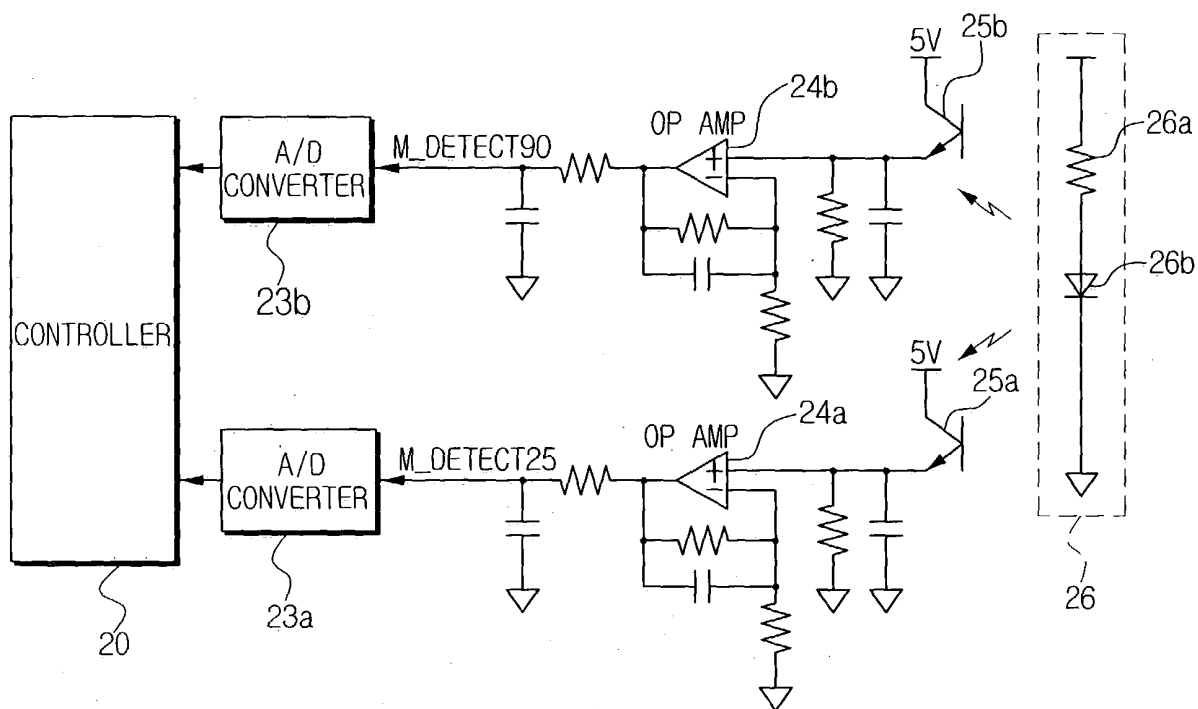 5V
25b
24b
OP AMP
26a
A/D
CONVERTER
M_DETECT90
23b
26b
CONTROLLER
5V
25a
24a
OP AMP
A/D
CONVERTER
M_DETECT25
26
23a
20
+
−
+
−